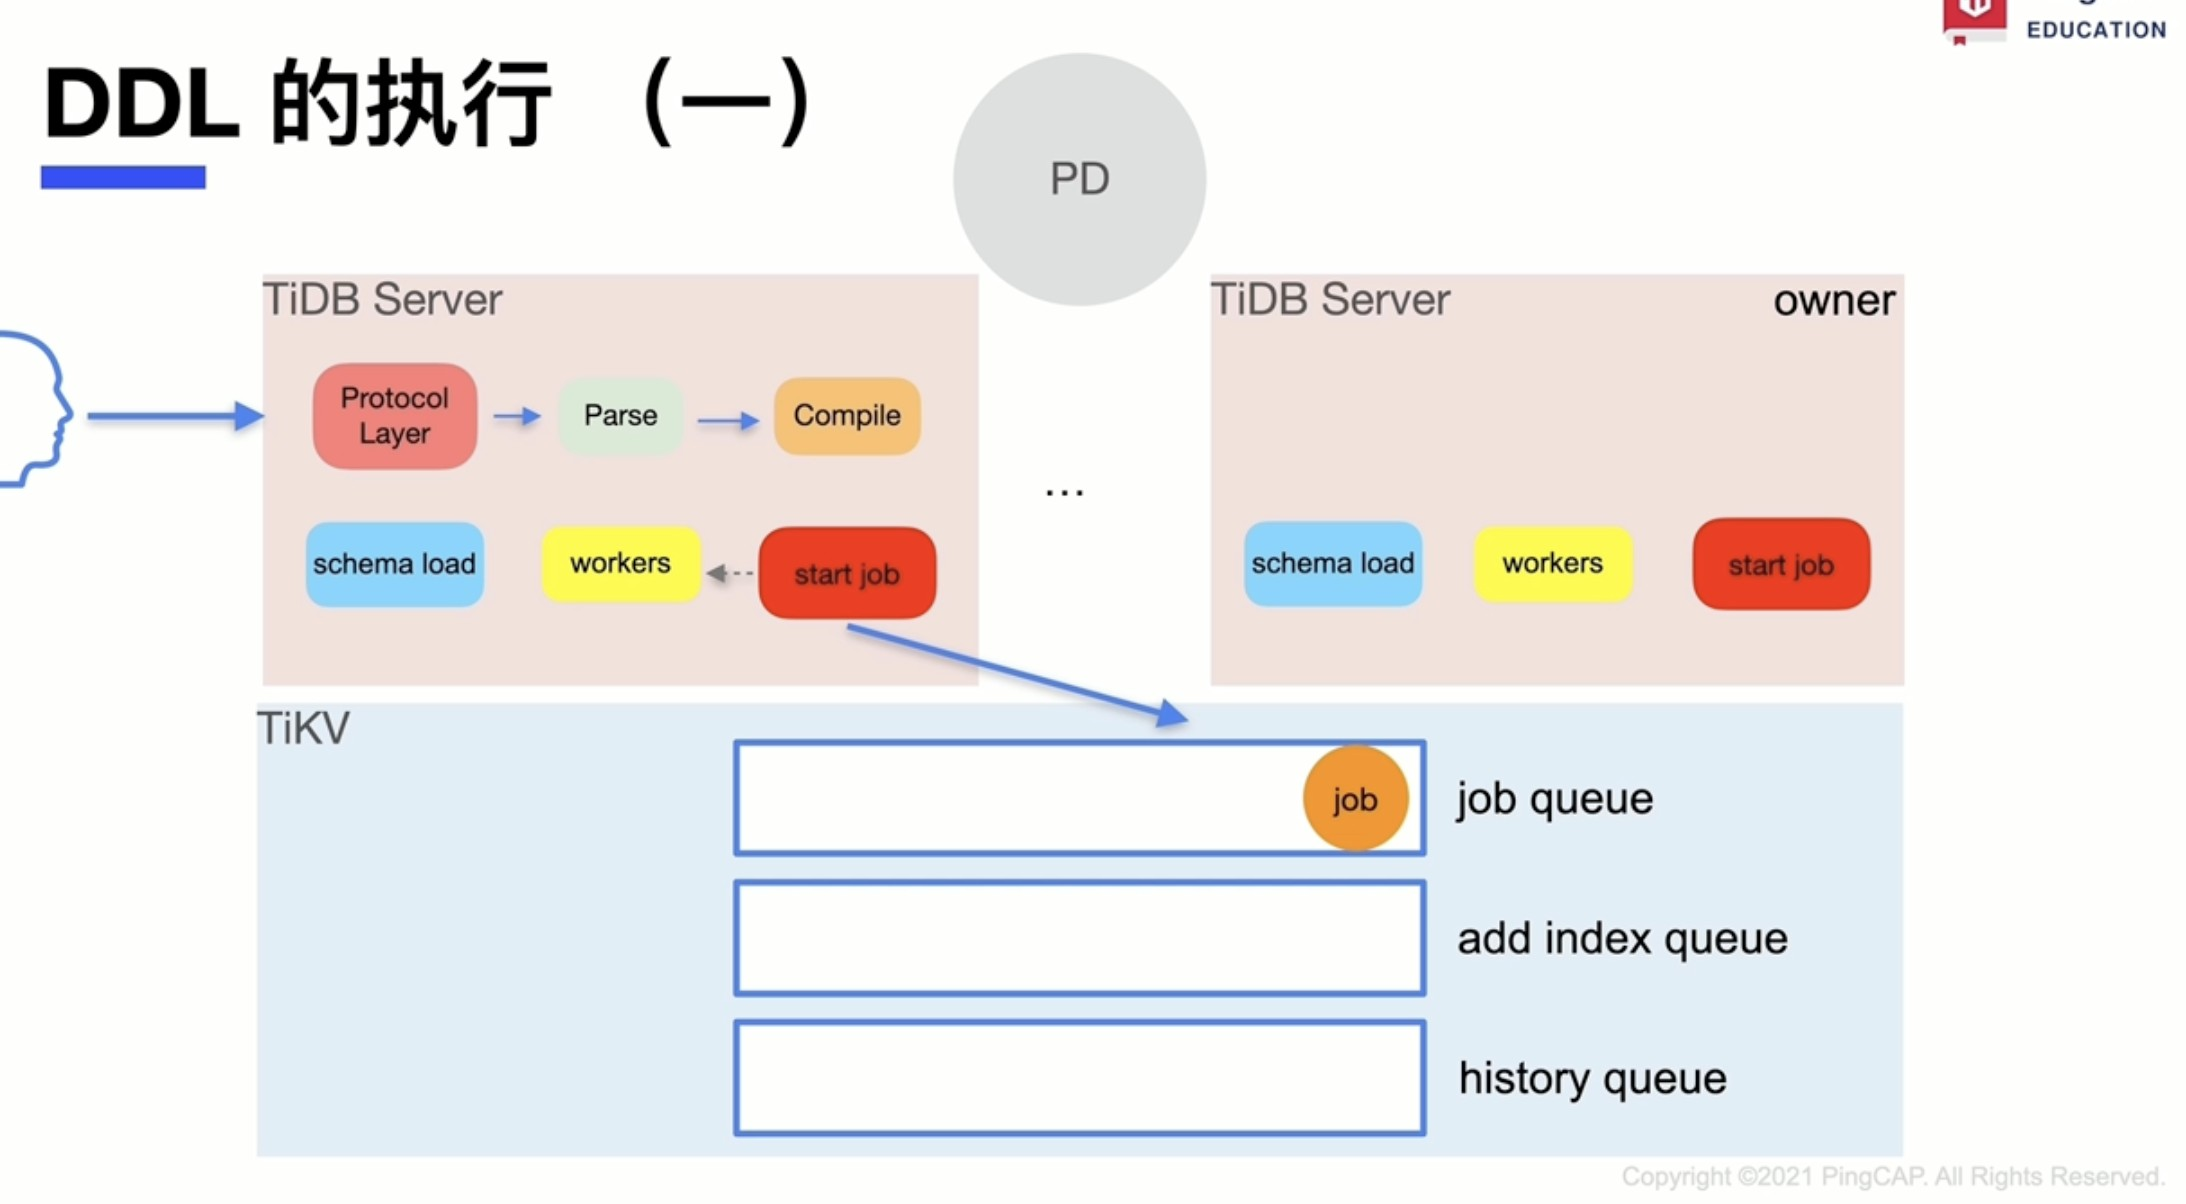 EDUCATION
DDL 的执行 （一）
PD
TiDB Server
TiDB Server
owner
Protocol
Layer
Parse
Compile
...
schema load
workers
start job
schema load
workers
start job
TiKV
job
job queue
add index queue
history queue
Copyright ©2021 PingCAP. All Rights Reserved.